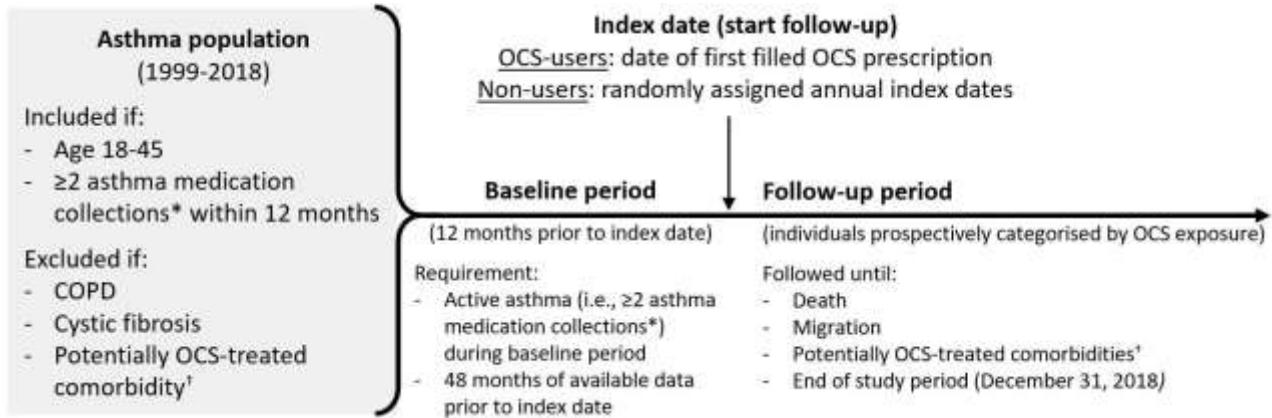 Asthma population
(1999-2018)
Included if:
- Age 18-45
- ≥2 asthma medication
collections* within 12 months
Excluded if:
- COPD
- Cystic fibrosis
- Potentially OCS-treated
comorbidity†
Index date (start follow-up)
OCS-users: date of first filled OCS prescription
Non-users: randomly assigned annual index dates
Baseline period
(12 months prior to index date)
Requirement:
- Active asthma (i.e., ≥2 asthma
medication collections*)
during baseline period
- 48 months of available data
prior to index date
Follow-up period
(individuals prospectively categorised by OCS exposure)
Followed until:
- Death
- Migration
- Potentially OCS-treated comorbidities†
- End of study period (December 31, 2018)